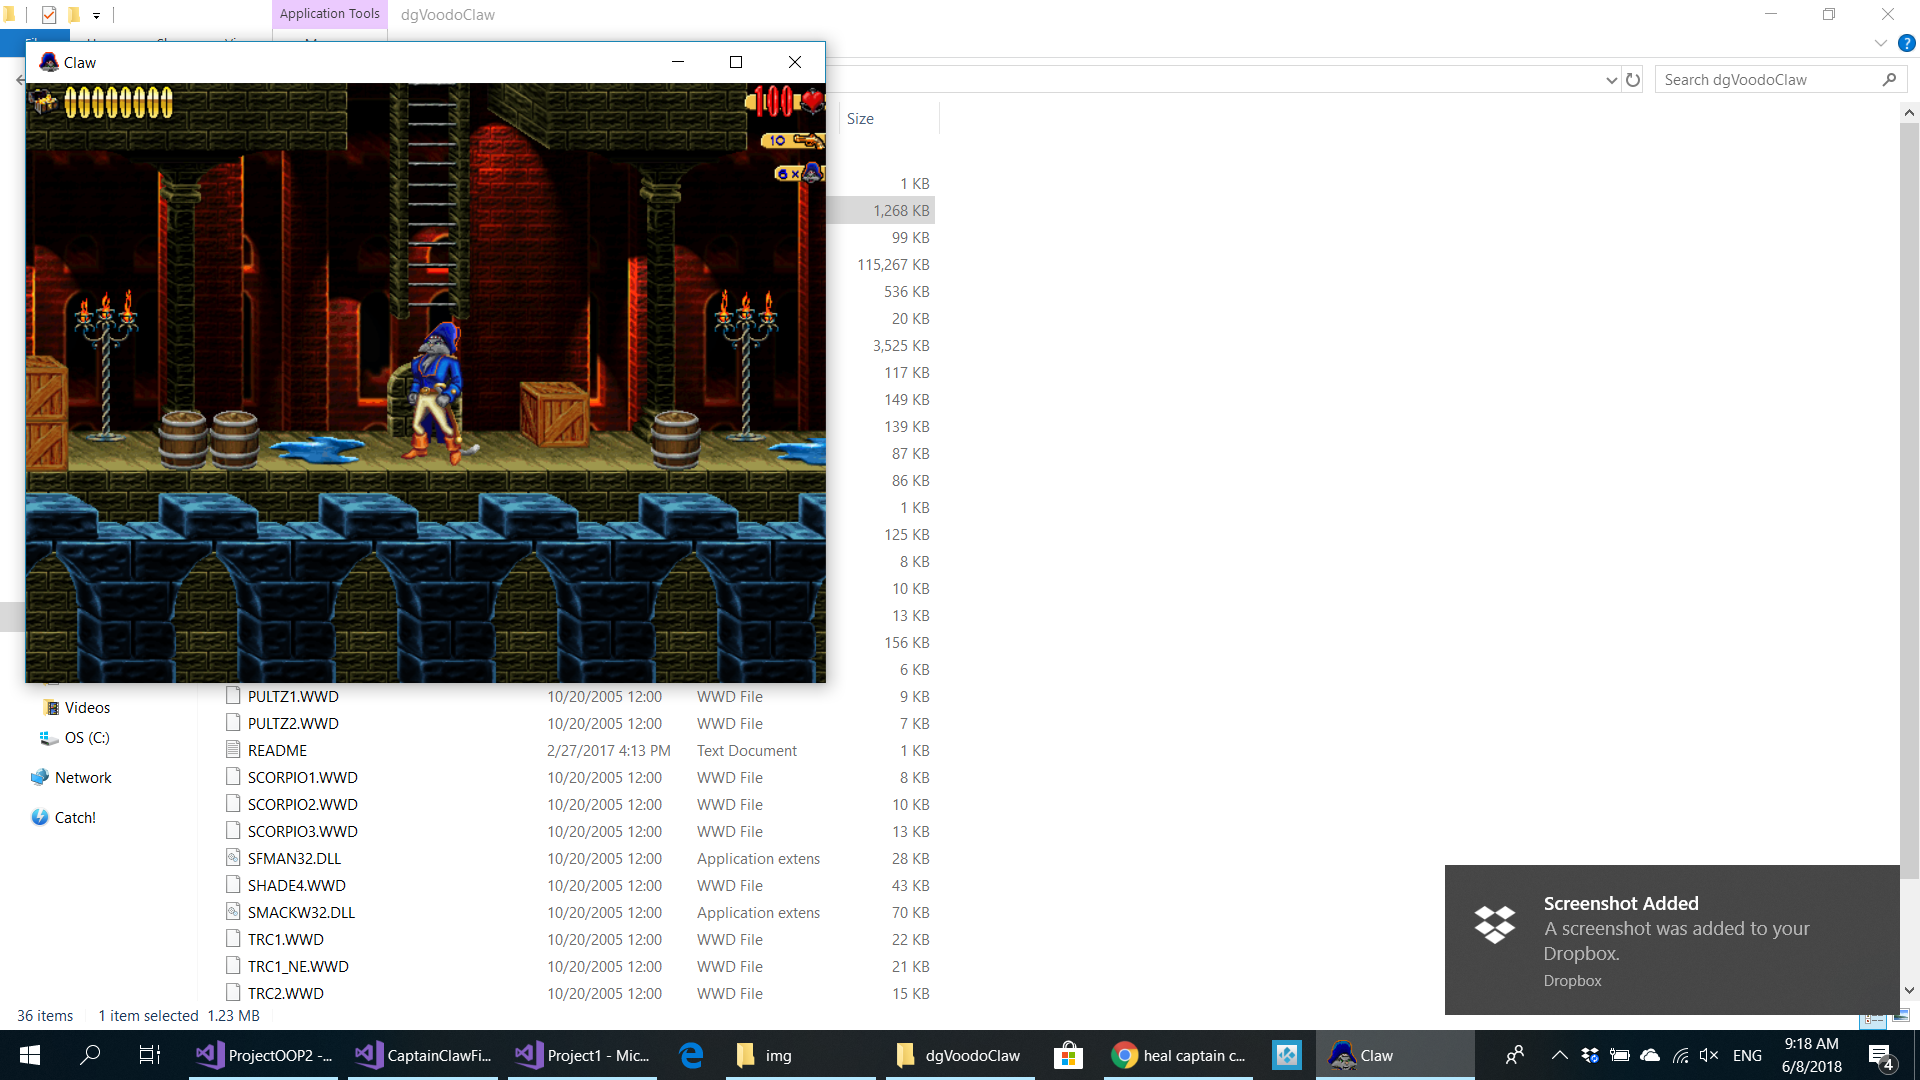 Application Tools
dgVoodoClaw
Claw
Search dgVoodoClaw
00000000
100
10
6 x
Size
1 KB
1,268 KB
99 KB
115,267 KB
536 KB
20 KB
3,525 KB
117 KB
149 KB
139 KB
87 KB
86 KB
1 KB
125 KB
8 KB
10 KB
13 KB
156 KB
6 KB
PULTZ1.WWD 10/20/2005 12:00 WWD File 9 KB
Videos
PULTZ2.WWD 10/20/2005 12:00 WWD File 7 KB
OS (C:)
README 2/27/2017 4:13 PM Text Document 1 KB
Network
SCORPIO1.WWD 10/20/2005 12:00 WWD File 8 KB
SCORPIO2.WWD 10/20/2005 12:00 WWD File 10 KB
Catch!
SCORPIO3.WWD 10/20/2005 12:00 WWD File 13 KB
SFMAN32.DLL 10/20/2005 12:00 Application extens 28 KB
SHADE4.WWD 10/20/2005 12:00 WWD File 43 KB
SMACKW32.DLL 10/20/2005 12:00 Application extens 70 KB
TRC1.WWD 10/20/2005 12:00 WWD File 22 KB
TRC1_NE.WWD 10/20/2005 12:00 WWD File 21 KB
TRC2.WWD 10/20/2005 12:00 WWD File 15 KB
Screenshot Added
A screenshot was added to your
Dropbox.
Dropbox
36 items 1 item selected 1.23 MB
ProjectOOP2 -... CaptainClawFi... Project1 - Mic... img dgVoodoClaw heal captain c... Claw ENG
9:18 AM
6/8/2018
4